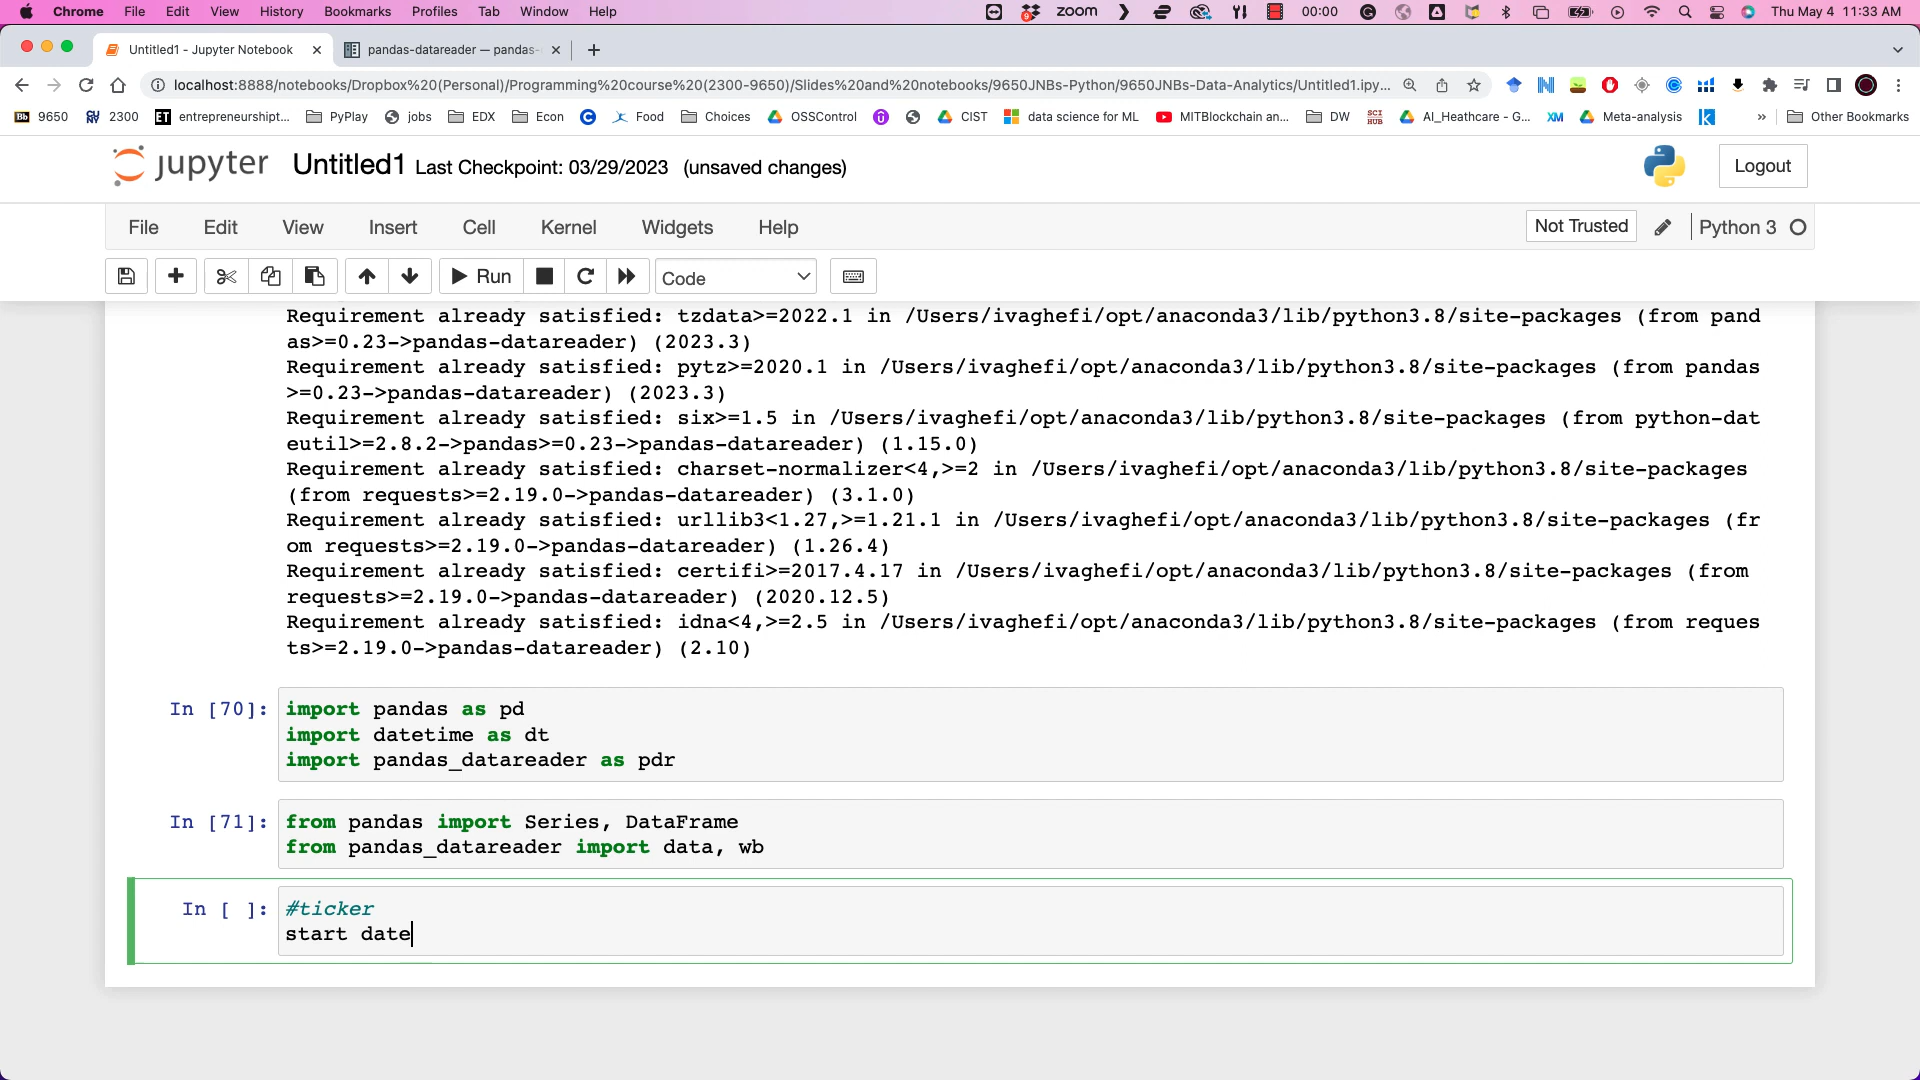 Chrome File Edit View History Bookmarks Profiles Tab Window Help 9 zoom 00:00 Thu May 4 11:33 AM
Untitled1 - Jupyter Notebook pandas-datareader — pandas-
localhost:8888/notebooks/Dropbox%20(Personal)/Programming%20course%20(2300-9650)/Slides%20and%20notebooks/9650JNBs-Python/9650JNBs-Data-Analytics/Untitled1.ipy...
Bb 9650 2300 ET entrepreneurshipt... PyPlay jobs EDX Econ Food Choices OSSControl CIST SCI HUB data science for ML MITBlockchain an... DW AI_Heathcare - G... XM Meta-analysis K » Other Bookmarks
jupyter Untitled1 Last Checkpoint: 03/29/2023 (unsaved changes) Logout
File Edit View Insert Cell Kernel Widgets Help Not Trusted Python 3
Run Code
Requirement already satisfied: tzdata>=2022.1 in /Users/ivaghefi/opt/anaconda3/lib/python3.8/site-packages (from pand
as>=0.23->pandas-datareader) (2023.3)
Requirement already satisfied: pytz>=2020.1 in /Users/ivaghefi/opt/anaconda3/lib/python3.8/site-packages (from pandas
>=0.23->pandas-datareader) (2023.3)
Requirement already satisfied: six>=1.5 in /Users/ivaghefi/opt/anaconda3/lib/python3.8/site-packages (from python-dat
eutil>=2.8.2->pandas>=0.23->pandas-datareader) (1.15.0)
Requirement already satisfied: charset-normalizer<4,>=2 in /Users/ivaghefi/opt/anaconda3/lib/python3.8/site-packages
(from requests>=2.19.0->pandas-datareader) (3.1.0)
Requirement already satisfied: urllib3<1.27,>=1.21.1 in /Users/ivaghefi/opt/anaconda3/lib/python3.8/site-packages (fr
om requests>=2.19.0->pandas-datareader) (1.26.4)
Requirement already satisfied: certifi>=2017.4.17 in /Users/ivaghefi/opt/anaconda3/lib/python3.8/site-packages (from
requests>=2.19.0->pandas-datareader) (2020.12.5)
Requirement already satisfied: idna<4,>=2.5 in /Users/ivaghefi/opt/anaconda3/lib/python3.8/site-packages (from reques
ts>=2.19.0->pandas-datareader) (2.10)
In [70]: import pandas as pd
import datetime as dt
import pandas_datareader as pdr
In [71]: from pandas import Series, DataFrame
from pandas_datareader import data, wb
In [ ]: #ticker
start date